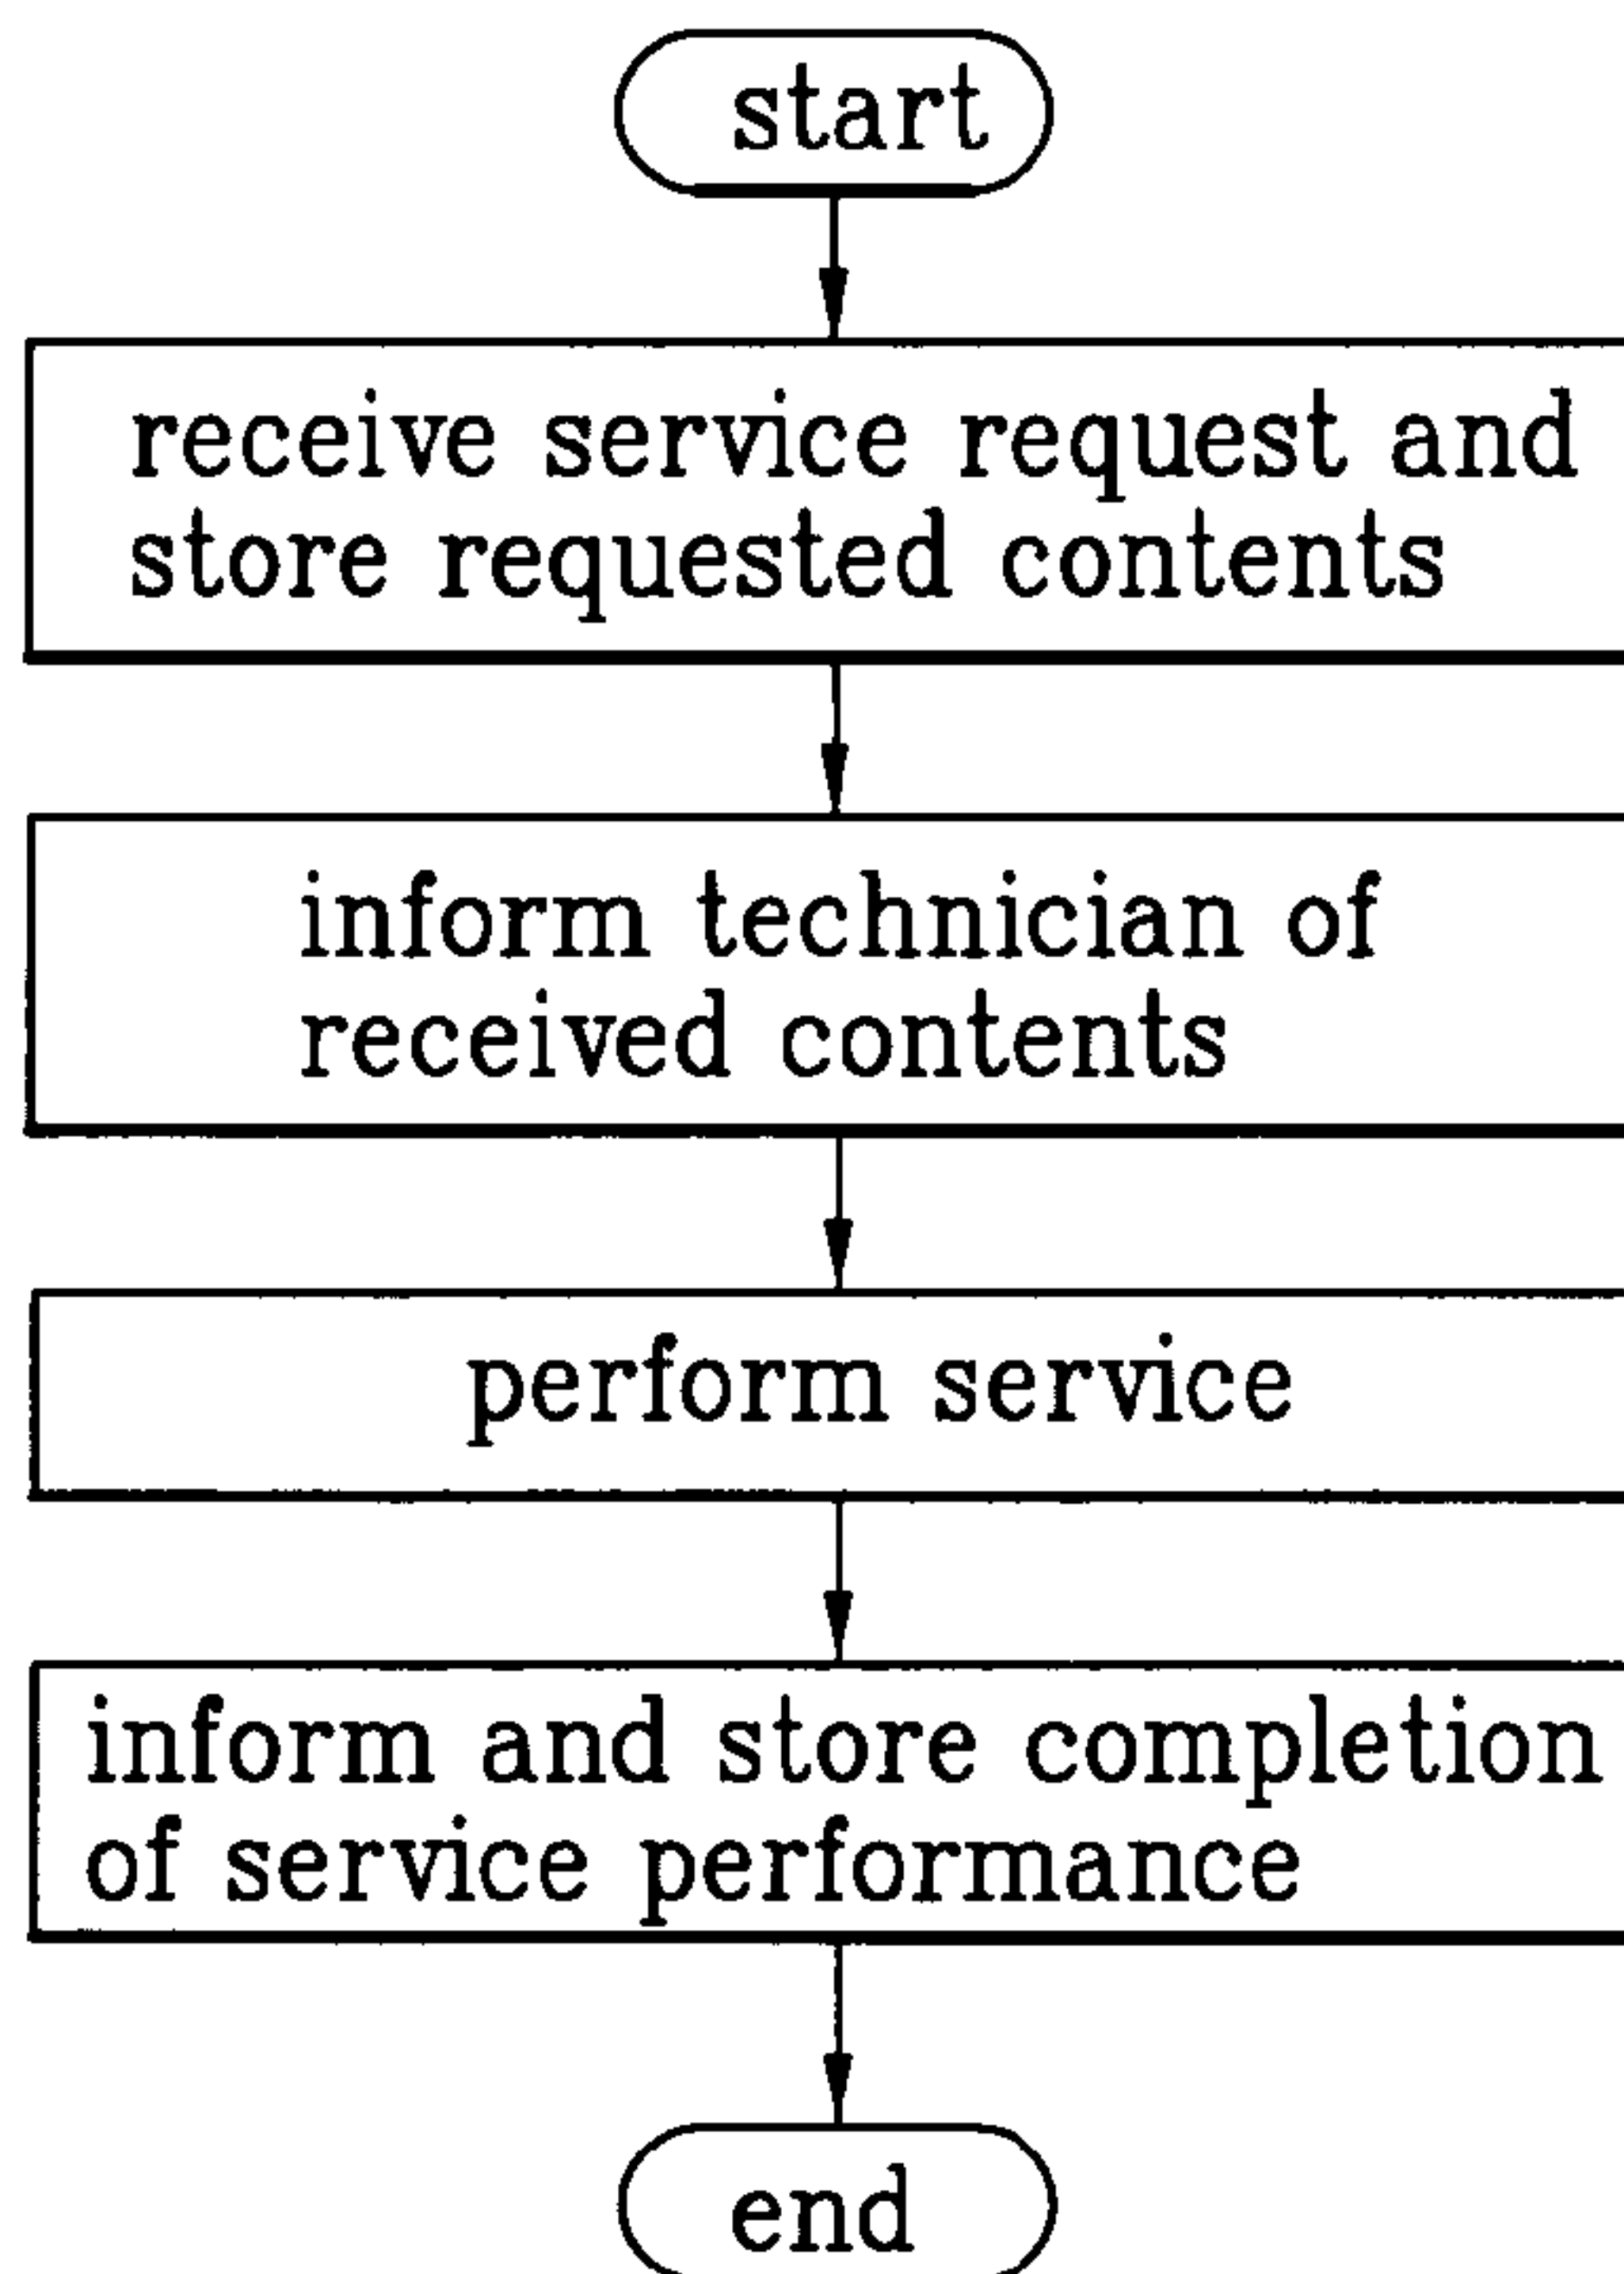 start
receive service request and
store requested contents
inform technician of
received contents
perform service
inform and store completion
of service performance
end